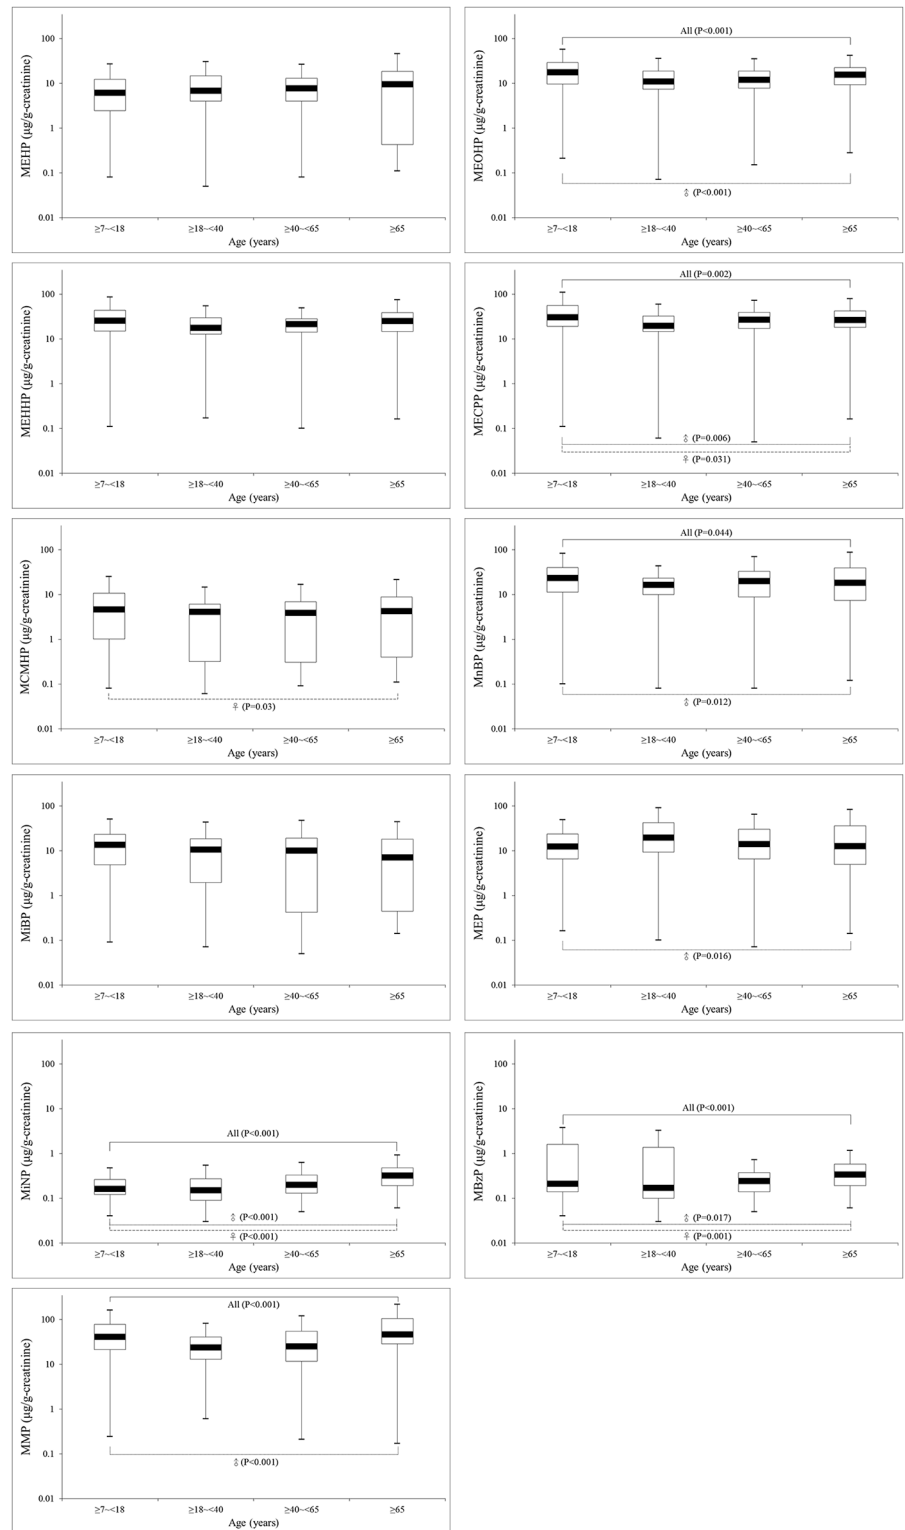 MEHP (μg/g-creatinine)
100
10
1
0.1
0.01
≥7~<18 ≥18~<40 ≥40~<65 ≥65
Age (years)
MEOHP (μg/g-creatinine)
All (P<0.001)
100
10
1
0.1
♂ (P<0.001)
0.01
≥7~<18 ≥18~<40 ≥40~<65 ≥65
Age (years)
MEHHP (μg/g-creatinine)
100
10
1
0.1
0.01
≥7~<18 ≥18~<40 ≥40~<65 ≥65
Age (years)
MECPP (μg/g-creatinine)
All (P=0.002)
100
10
1
0.1
♂ (P=0.006)
♀ (P=0.031)
0.01
≥7~<18 ≥18~<40 ≥40~<65 ≥65
Age (years)
MCMHP (μg/g-creatinine)
100
10
1
0.1
♀ (P=0.03)
0.01
≥7~<18 ≥18~<40 ≥40~<65 ≥65
Age (years)
MnBP (μg/g-creatinine)
All (P=0.044)
100
10
1
0.1
♂ (P=0.012)
0.01
≥7~<18 ≥18~<40 ≥40~<65 ≥65
Age (years)
MiBP (μg/g-creatinine)
100
10
1
0.1
0.01
≥7~<18 ≥18~<40 ≥40~<65 ≥65
Age (years)
MEP (μg/g-creatinine)
100
10
1
0.1
♂ (P=0.016)
0.01
≥7~<18 ≥18~<40 ≥40~<65 ≥65
Age (years)
MiNP (μg/g-creatinine)
100
10
All (P<0.001)
1
0.1
♂ (P<0.001)
♀ (P<0.001)
0.01
≥7~<18 ≥18~<40 ≥40~<65 ≥65
Age (years)
MBzP (μg/g-creatinine)
100
10
All (P<0.001)
1
0.1
♂ (P=0.017)
♀ (P=0.001)
0.01
≥7~<18 ≥18~<40 ≥40~<65 ≥65
Age (years)
MMP (μg/g-creatinine)
All (P<0.001)
100
10
1
0.1
♂ (P<0.001)
0.01
≥7~<18 ≥18~<40 ≥40~<65 ≥65
Age (years)